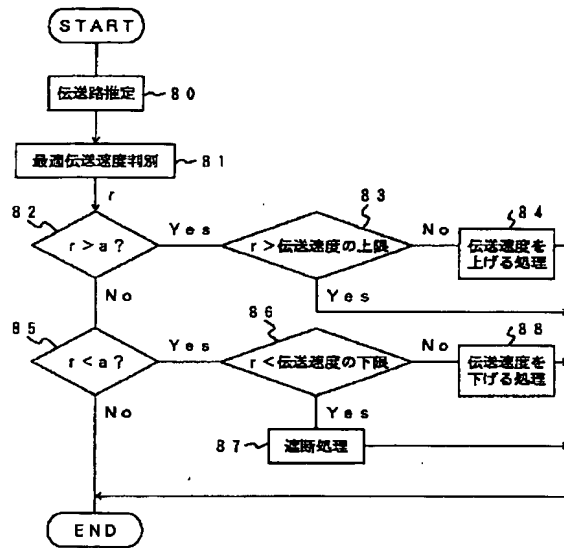 START
伝送路推定
80
最適伝送速度判別
81
r
82
r>a?
Yes
83
r>伝送速度の上限
No
84
伝送速度を
上げる処理
No
Yes
85
r<a?
Yes
86
r<伝送速度の下限
No
88
伝送速度を
下げる処理
No
Yes
87
遮断処理
END